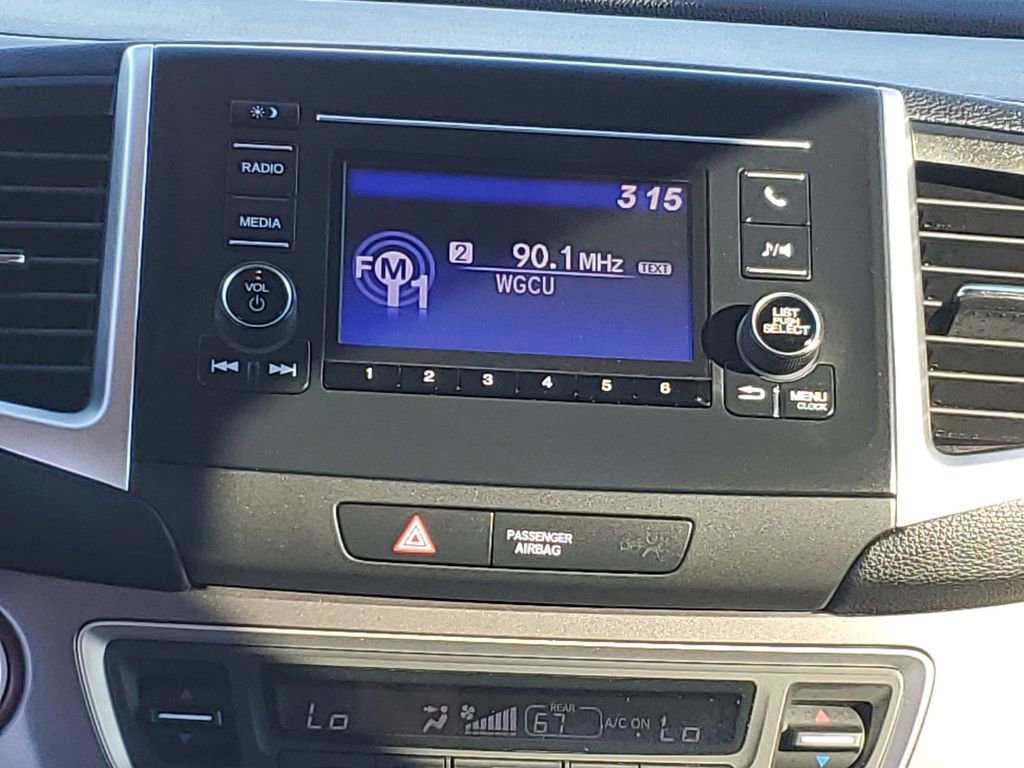 RADIO
MEDIA
VOL
3 15
FM1
2 90.1 MHz TEXT
WGCU
LIST
PUSH
SELECT
1 2 3 4 5 6
MENU
CLOCK
PASSENGER
AIRBAG
OFF
Lo
REAR
67
A/C ON
Lo